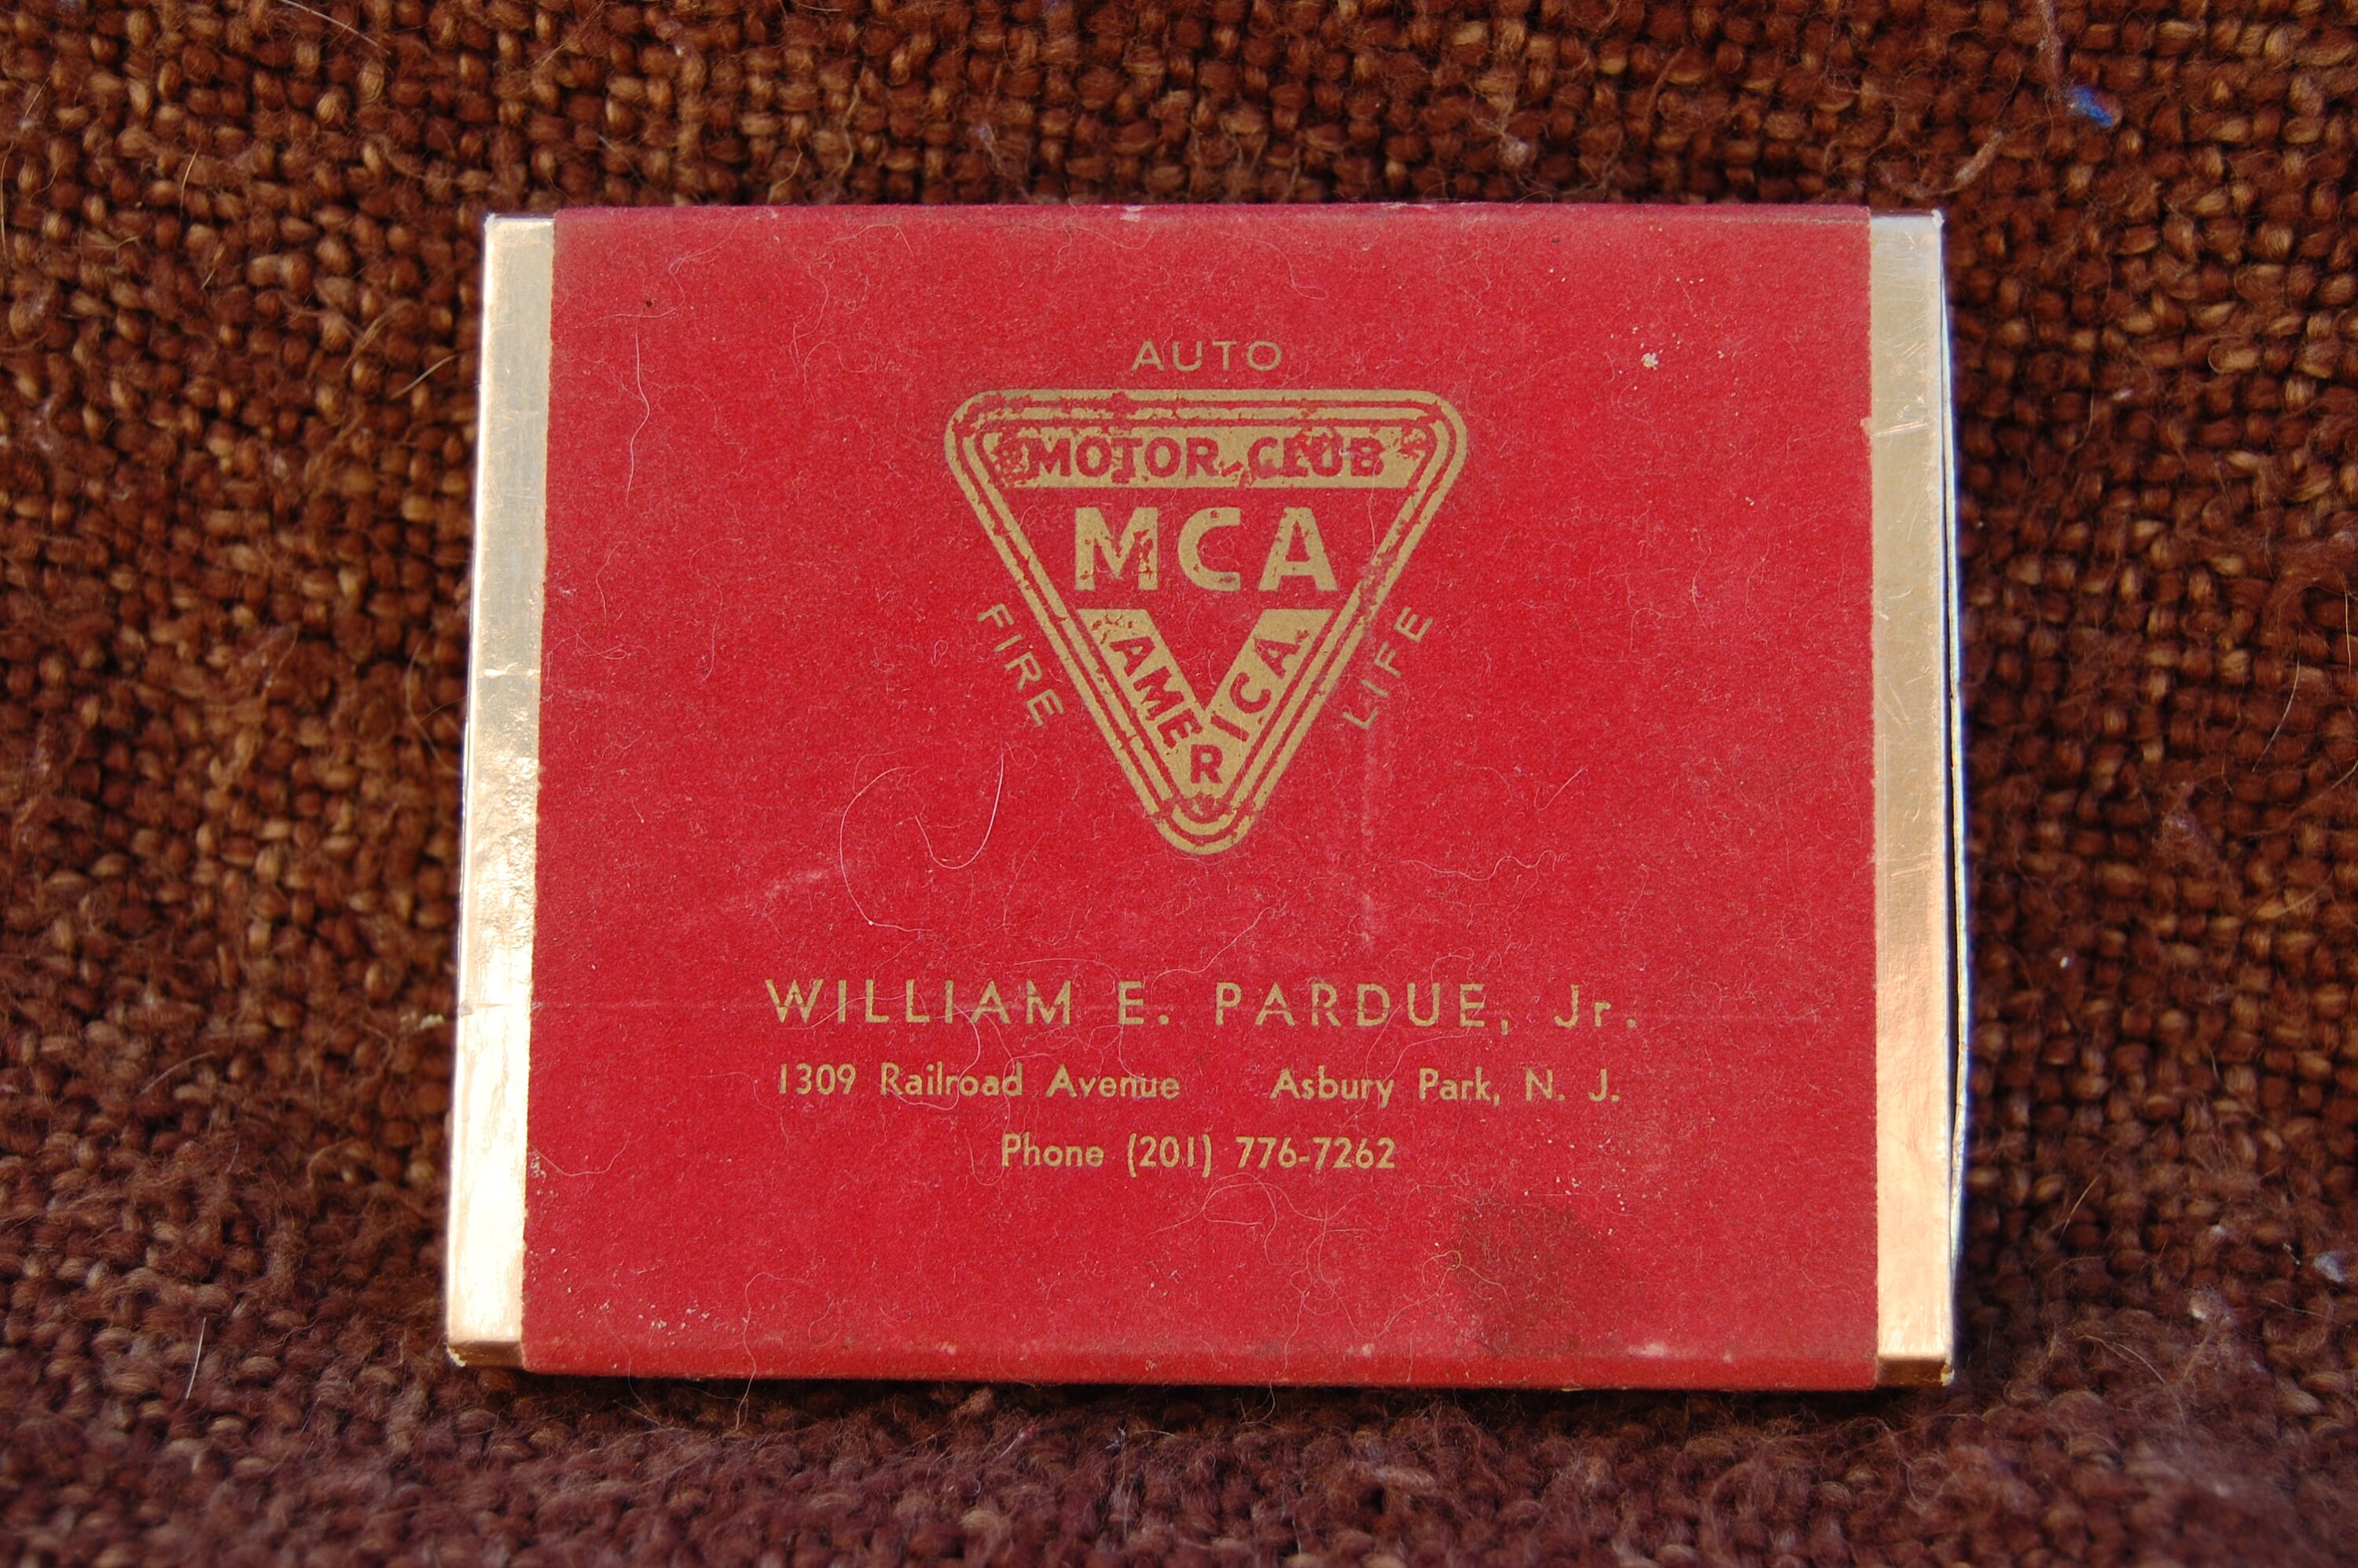 AUTO
MOTOR CLUB
MCA
AMERICA
FIRE
LIFE
WILLIAM E. PARDUE, Jr.
1309 Railroad Avenue Asbury Park, N. J.
Phone (201) 776-7262